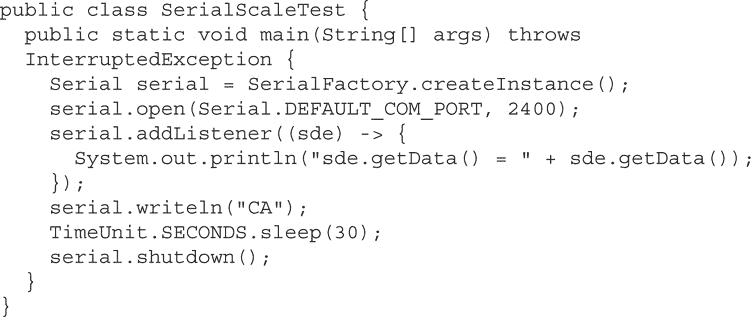 public class SerialScaleTest {
  public static void main(String[] args) throws
  InterruptedException {
    Serial serial = SerialFactory.createInstance();
    serial.open(Serial.DEFAULT_COM_PORT, 2400);
    serial.addListener((sde) -> {
      System.out.println("sde.getData() = " + sde.getData());
    });
    serial.writeln("CA");
    TimeUnit.SECONDS.sleep(30);
    serial.shutdown();
  }
}